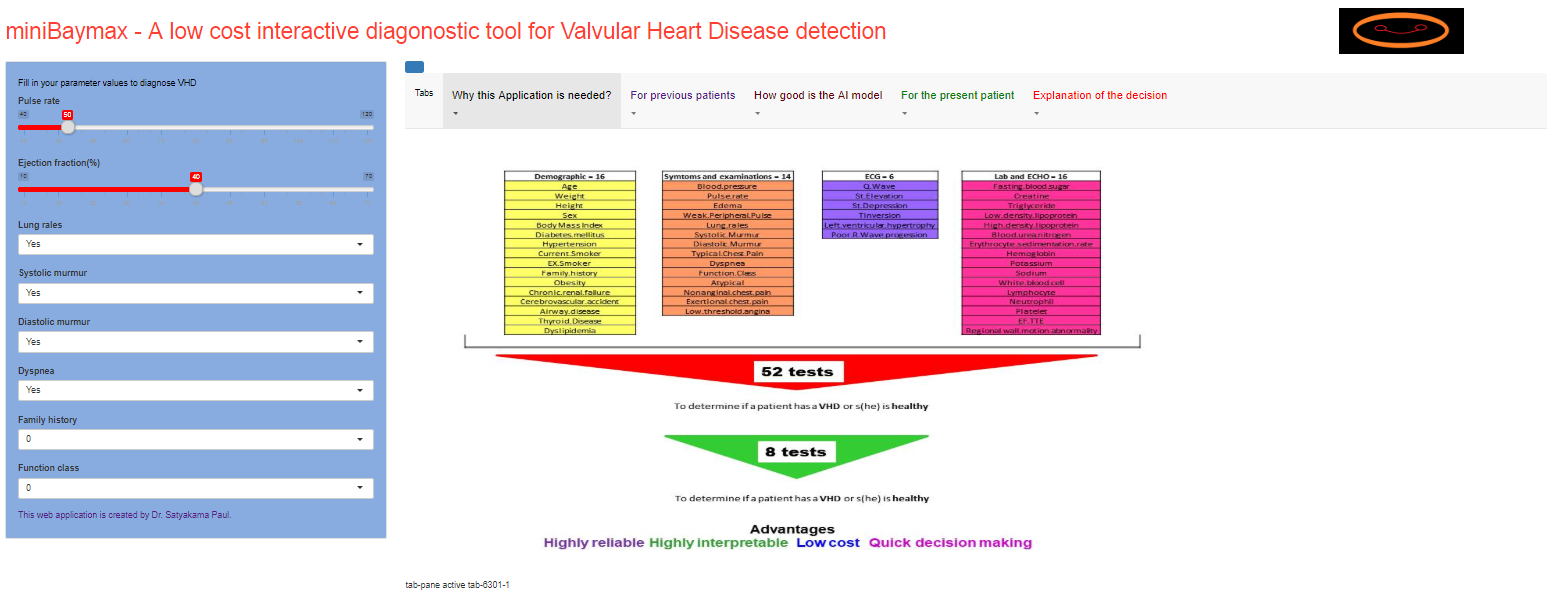 miniBaymax - A low cost interactive diagonostic tool for Valvular Heart Disease detection
Fill in your parameter values to diagnose VHD
Pulse rate
40 50 120
Ejection fraction(%)
10 40 70
Lung rales
Yes
Systolic murmur
Yes
Diastolic murmur
Yes
Dyspnea
Yes
Family history
0
Function class
0
This web application is created by Dr. Satyakama Paul.
Tabs Why this Application is needed? For previous patients How good is the AI model For the present patient Explanation of the decision
Demographic = 16
Age
Weight
Height
Sex
Body Mass Index
Diabetes.mellitus
Hypertension
Current.Smoker
EX.Smoker
Family.history
Obesity
Chronic.renal.failure
Cerebrovascular.accident
Airway.disease
Thyroid.Disease
Dyslipidemia
Symtoms and examinations = 14
Blood.pressure
Pulse.rate
Edema
Weak.Peripheral.Pulse
Lung.rales
Systolic.Murmur
Diastolic.Murmur
Typical.Chest.Pain
Dyspnea
Function.Class
Atypical
Nonanginal.chest.pain
Exertional.chest.pain
Low.threshold.angina
ECG = 6
Q.Wave
St.Elevation
St.Depression
Tinversion
Left.ventricular.hypertrophy
Poor.R.Wave.progession
Lab and ECHO = 16
Fasting.blood.sugar
Creatine
Triglyceride
Low.density.lipoprotein
High.density.lipoprotein
Blood.urea.nitrogen
Erythrocyte.sedimentation.rate
Hemoglobin
Potassium
Sodium
White.blood.cell
Lymphocyte
Neutrophil
Platelet
EF.TTE
Regional.wall.motion.abnormality
52 tests
To determine if a patient has a VHD or s(he) is healthy
8 tests
To determine if a patient has a VHD or s(he) is healthy
Advantages
Highly reliable Highly interpretable Low cost Quick decision making
tab-pane active tab-6301-1